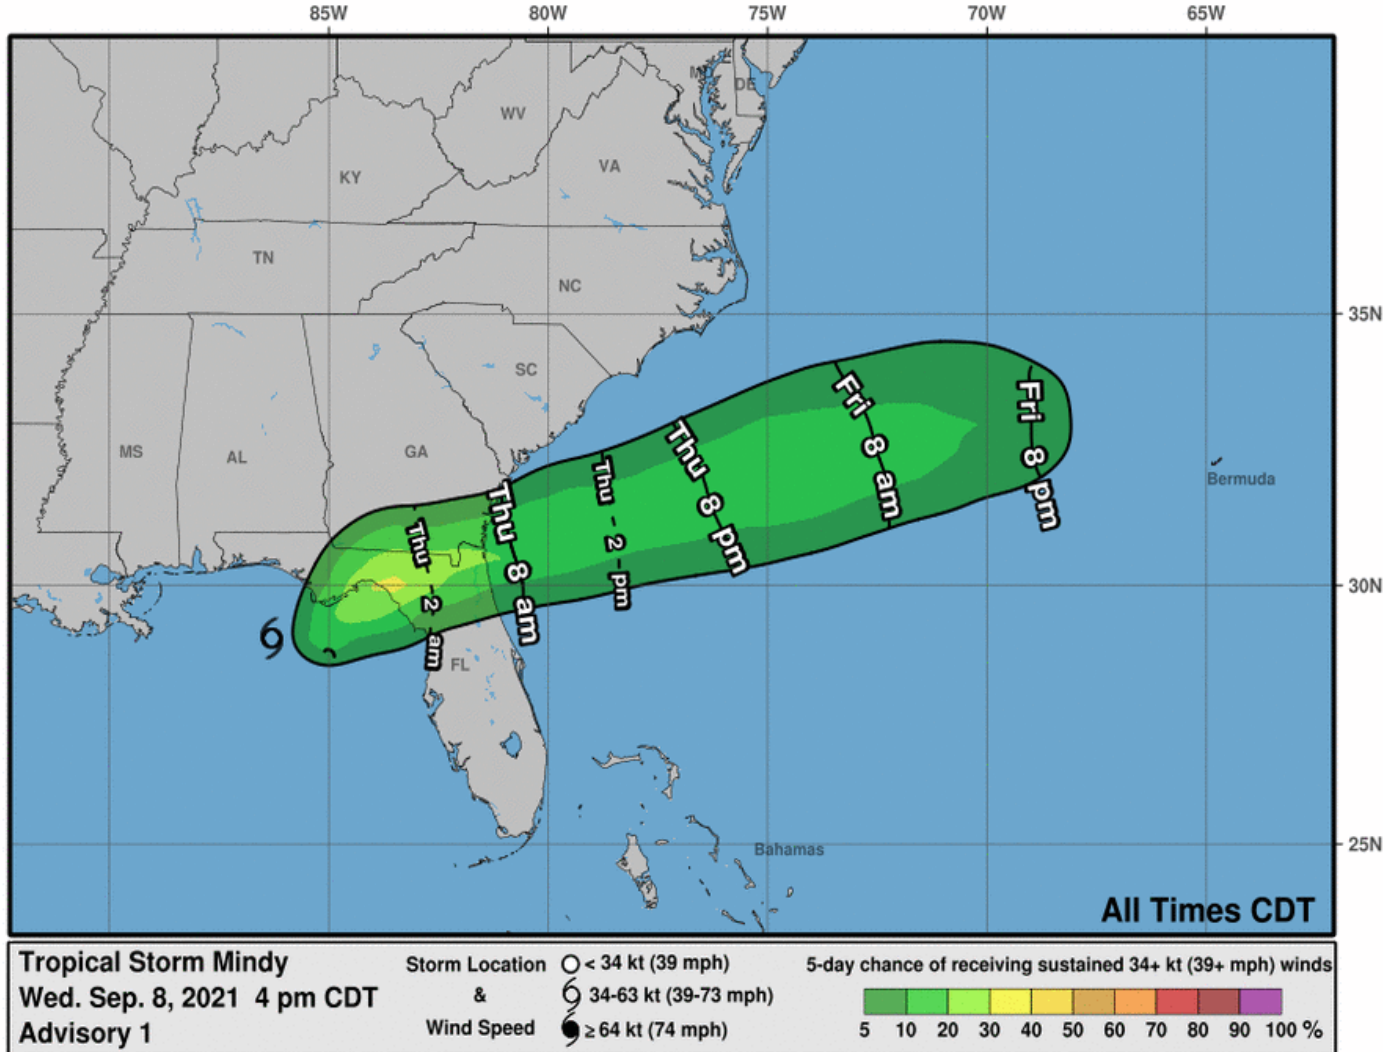 85W 80W 75W 70W 65W
DE
WV
VA
KY
TN
NC
35N
SC
MS AL GA
Fri 8 am
Fri 8 pm
Thu 8 pm
Thu 2 pm
Thu 8 am
Thu 2 am
Bermuda
30N
FL
25N
Bahamas
All Times CDT
Tropical Storm Mindy
Wed. Sep. 8, 2021 4 pm CDT
Advisory 1
Storm Location
&
Wind Speed
< 34 kt (39 mph)
34-63 kt (39-73 mph)
≥ 64 kt (74 mph)
5-day chance of receiving sustained 34+ kt (39+ mph) winds
5 10 20 30 40 50 60 70 80 90 100 %